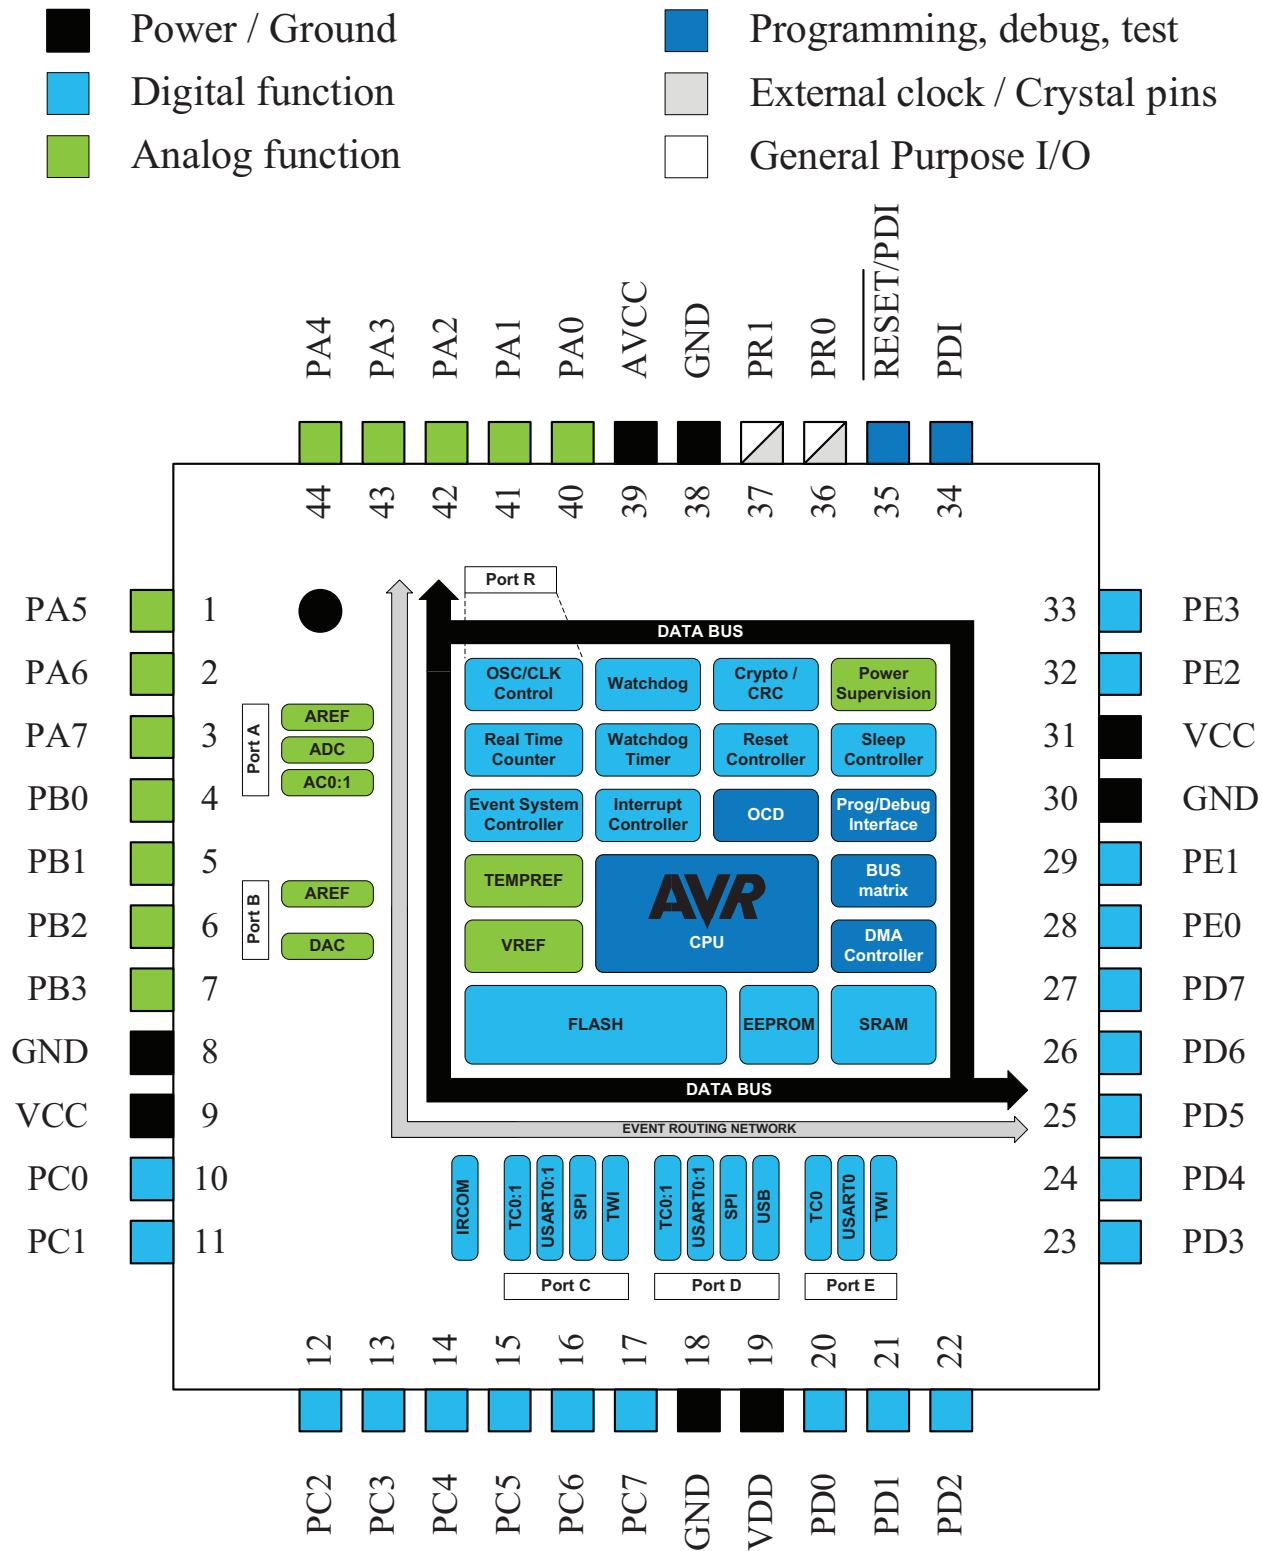 Power / Ground
Programming, debug, test
Digital function
External clock / Crystal pins
Analog function
General Purpose I/O
PA4
PA3
PA2
PA1
PA0
AVCC
GND
PR1
PR0
RESET/PDI
PDI
44
43
42
41
40
39
38
37
36
35
34
PA5
1
PA6
2
PA7
3
PB0
4
PB1
5
PB2
6
PB3
7
GND
8
VCC
9
PC0
10
PC1
11
33
PE3
32
PE2
31
VCC
30
GND
29
PE1
28
PE0
27
PD7
26
PD6
25
PD5
24
PD4
23
PD3
Port R
DATA BUS
OSC/CLK
Control
Watchdog
Crypto /
CRC
Power
Supervision
Real Time
Counter
Watchdog
Timer
Reset
Controller
Sleep
Controller
Event System
Controller
Interrupt
Controller
OCD
Prog/Debug
Interface
TEMPREF
AVR
CPU
BUS
matrix
VREF
DMA
Controller
FLASH
EEPROM
SRAM
DATA BUS
EVENT ROUTING NETWORK
Port A
AREF
ADC
AC0:1
Port B
AREF
DAC
IRCOM
TC0:1
USART0:1
SPI
TWI
TC0:1
USART0:1
SPI
USB
TC0
USART0
TWI
Port C
Port D
Port E
12
13
14
15
16
17
18
19
20
21
22
PC2
PC3
PC4
PC5
PC6
PC7
GND
VDD
PD0
PD1
PD2